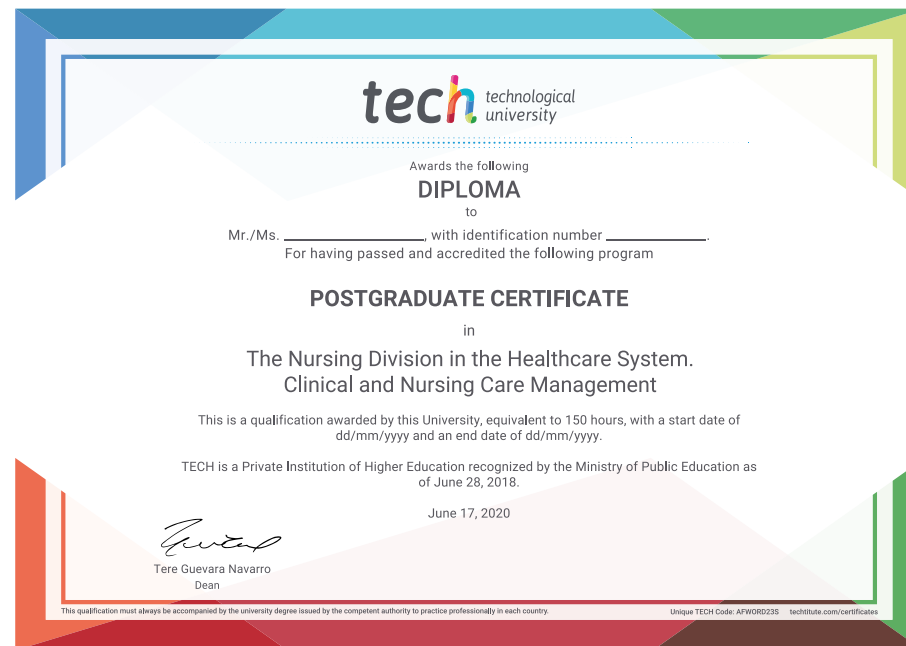 tech technological
university
Awards the following
DIPLOMA
to
Mr./Ms. ____________________, with identification number ______________.
For having passed and accredited the following program
POSTGRADUATE CERTIFICATE
in
The Nursing Division in the Healthcare System.
Clinical and Nursing Care Management
This is a qualification awarded by this University, equivalent to 150 hours, with a start date of
dd/mm/yyyy and an end date of dd/mm/yyyy.
TECH is a Private Institution of Higher Education recognized by the Ministry of Public Education as
of June 28, 2018.
June 17, 2020
Tere Guevara Navarro
Dean
This qualification must always be accompanied by the university degree issued by the competent authority to practice professionally in each country.
Unique TECH Code: AFWORD23S techtitute.com/certificates